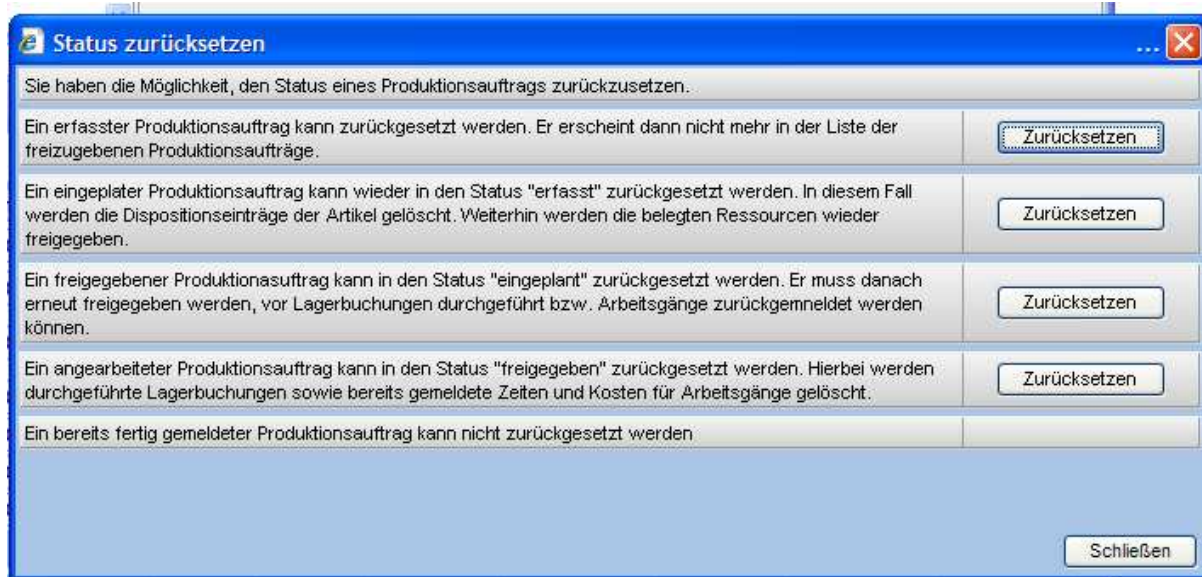 Status zurücksetzen ...
Sie haben die Möglichkeit, den Status eines Produktionsauftrags zurückzusetzen.
Ein erfasster Produktionsauftrag kann zurückgesetzt werden. Er erscheint dann nicht mehr in der Liste der
freizugebenen Produktionsaufträge.
Zurücksetzen
Ein eingeplater Produktionsauftrag kann wieder in den Status "erfasst" zurückgesetzt werden. In diesem Fall
werden die Dispositionseinträge der Artikel gelöscht. Weiterhin werden die belegten Ressourcen wieder
freigegeben.
Zurücksetzen
Ein freigegebener Produktionasuftrag kann in den Status "eingeplant" zurückgesetzt werden. Er muss danach
erneut freigegeben werden, vor Lagerbuchungen durchgeführt bzw. Arbeitsgänge zurückgemneldet werden
können.
Zurücksetzen
Ein angearbeiteter Produktionsauftrag kann in den Status "freigegeben" zurückgesetzt werden. Hierbei werden
durchgeführte Lagerbuchungen sowie bereits gemeldete Zeiten und Kosten für Arbeitsgänge gelöscht.
Zurücksetzen
Ein bereits fertig gemeldeter Produktionsauftrag kann nicht zurückgesetzt werden
Schließen